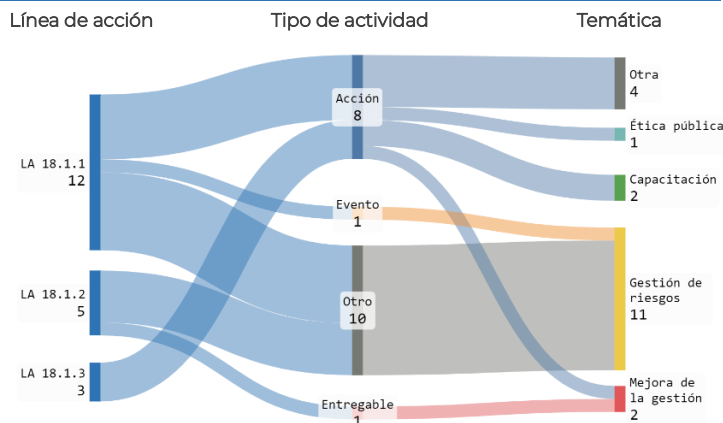 Línea de acción
Tipo de actividad
Temática
LA 18.1.1
12
LA 18.1.2
5
LA 18.1.3
3
Acción
8
Evento
1
Otro
10
Entregable
1
Otra
4
Ética pública
1
Capacitación
2
Gestión de
riesgos
11
Mejora de
la gestión
2